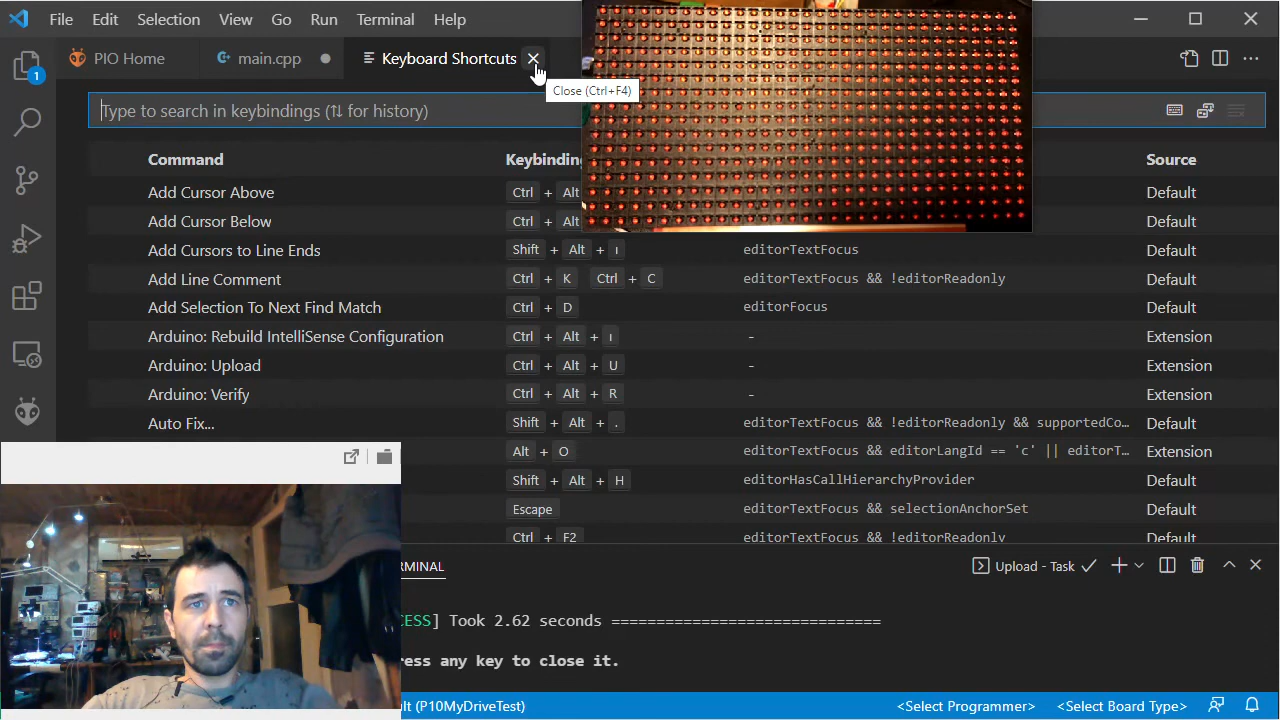 File Edit Selection View Go Run Terminal Help
1
PIO Home
main.cpp
Keyboard Shortcuts
Close (Ctrl+F4)
Type to search in keybindings (⇅ for history)
Command Source
Add Cursor Above Ctrl + Alt Default
Add Cursor Below Ctrl + Alt Default
Add Cursors to Line Ends Shift + Alt + ı editorTextFocus Default
Add Line Comment Ctrl + K Ctrl + C editorTextFocus && !editorReadonly Default
Add Selection To Next Find Match Ctrl + D editorFocus Default
Arduino: Rebuild IntelliSense Configuration Ctrl + Alt + ı - Extension
Arduino: Upload Ctrl + Alt + U - Extension
Arduino: Verify Ctrl + Alt + R - Extension
Auto Fix... Shift + Alt + . editorTextFocus && !editorReadonly && supportedCo…
Default
Alt + O editorTextFocus && editorLangId == 'c' || editorT… Extension
Shift + Alt + H editorHasCallHierarchyProvider Default
Escape editorTextFocus && selectionAnchorSet Default
Ctrl + F2 editorTextFocus && !editorReadonly Default
RMINAL
Upload - Task
CESS] Took 2.62 seconds ==============================
ress any key to close it.
ult (P10MyDriveTest)
<Select Programmer> <Select Board Type>